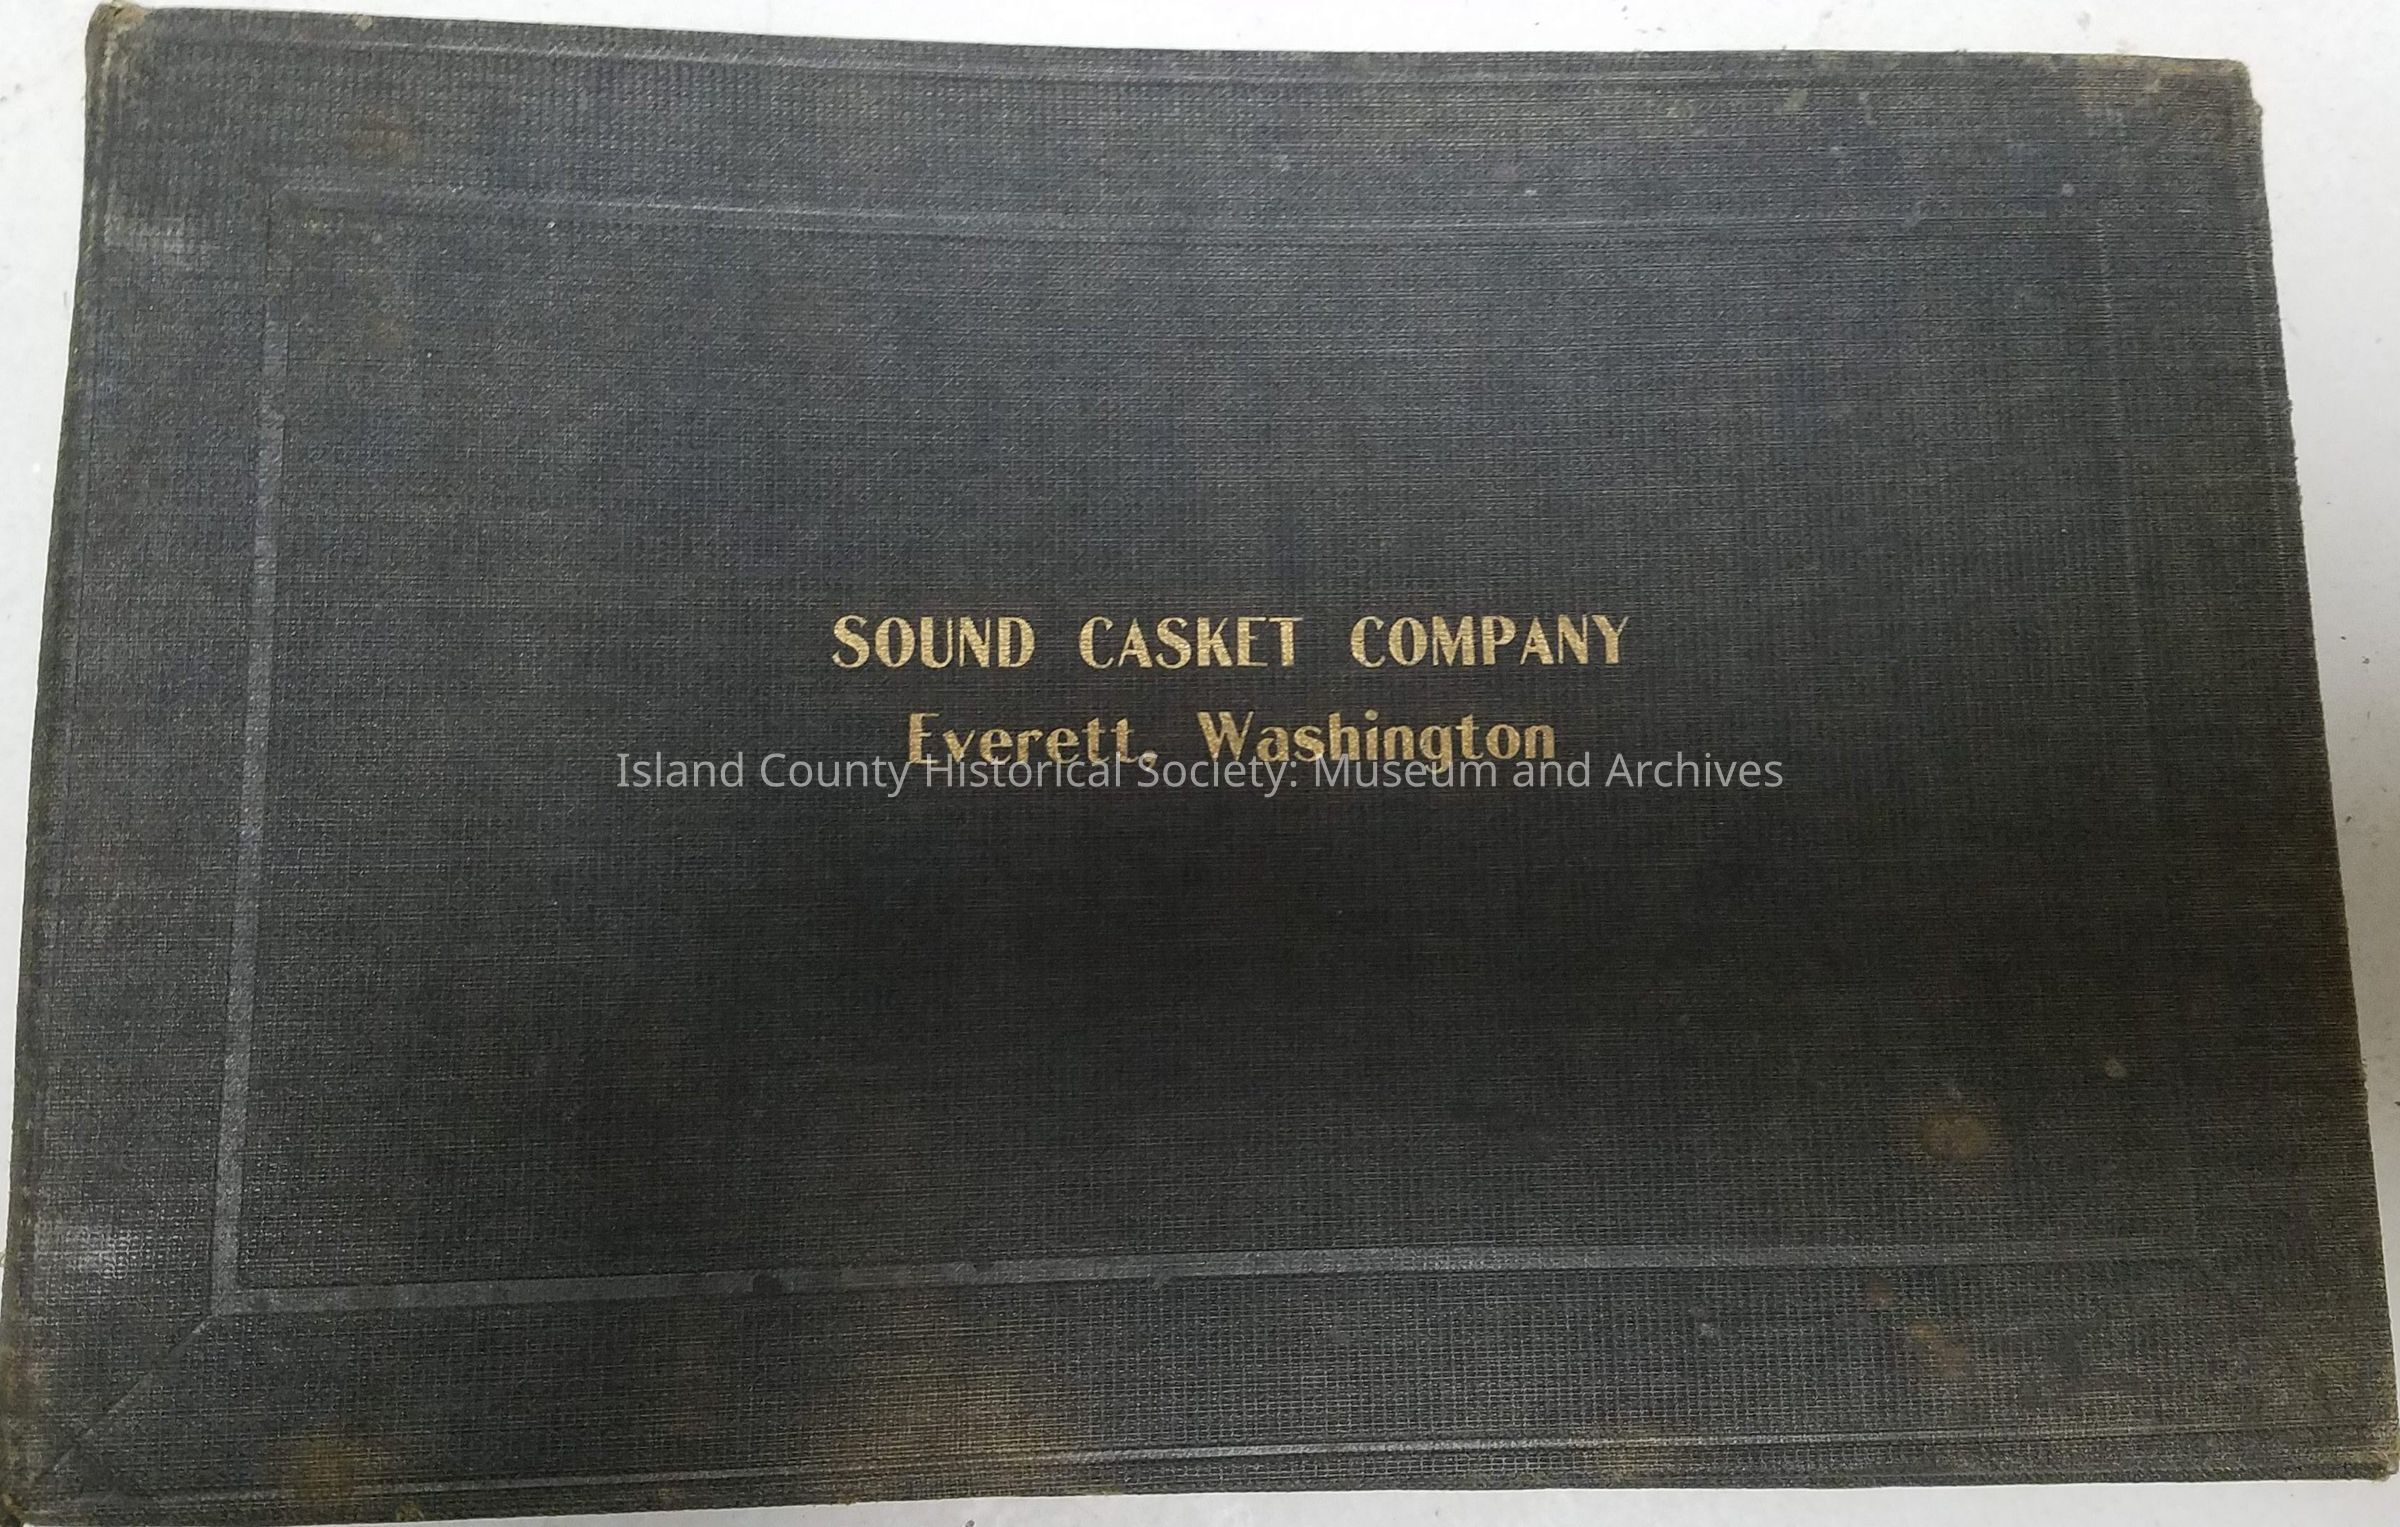 SOUND CASKET COMPANY
Everett, Washington
Island County Historical Society: Museum and Archives